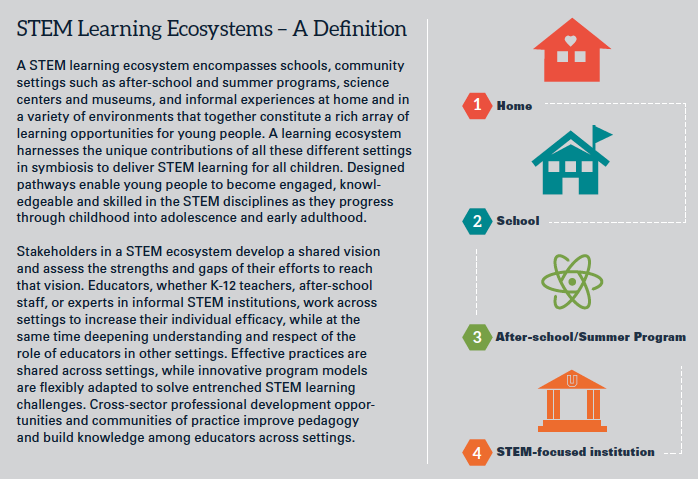 STEM Learning Ecosystems – A Definition
A STEM learning ecosystem encompasses schools, community
settings such as after-school and summer programs, science
centers and museums, and informal experiences at home and in
a variety of environments that together constitute a rich array of
learning opportunities for young people. A learning ecosystem
harnesses the unique contributions of all these different settings
in symbiosis to deliver STEM learning for all children. Designed
pathways enable young people to become engaged, knowl-
edgeable and skilled in the STEM disciplines as they progress
through childhood into adolescence and early adulthood.
Stakeholders in a STEM ecosystem develop a shared vision
and assess the strengths and gaps of their efforts to reach
that vision. Educators, whether K-12 teachers, after-school
staff, or experts in informal STEM institutions, work across
settings to increase their individual efficacy, while at the
same time deepening understanding and respect of the
role of educators in other settings. Effective practices are
shared across settings, while innovative program models
are flexibly adapted to solve entrenched STEM learning
challenges. Cross-sector professional development oppor-
tunities and communities of practice improve pedagogy
and build knowledge among educators across settings.
1 Home
2 School
3 After-school/Summer Program
U
4 STEM-focused institution